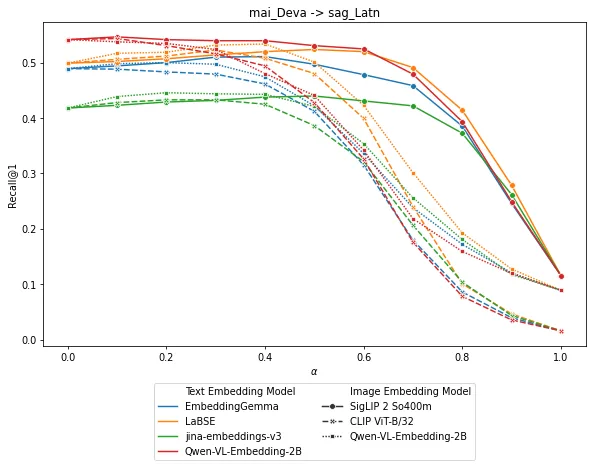 mai_Deva -> sag_Latn
Recall@1
0.5
0.4
0.3
0.2
0.1
0.0
0.0 0.2 0.4 0.6 0.8 1.0
α
Text Embedding Model
EmbeddingGemma
LaBSE
jina-embeddings-v3
Qwen-VL-Embedding-2B
Image Embedding Model
SigLIP 2 So400m
CLIP ViT-B/32
Qwen-VL-Embedding-2B